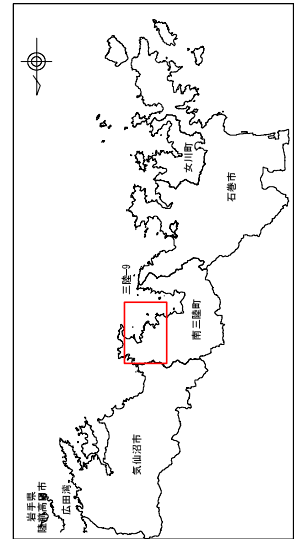 岩手県
陸前高田市
広田湾
気仙沼市
三陸-9
南三陸町
女川町
石巻市